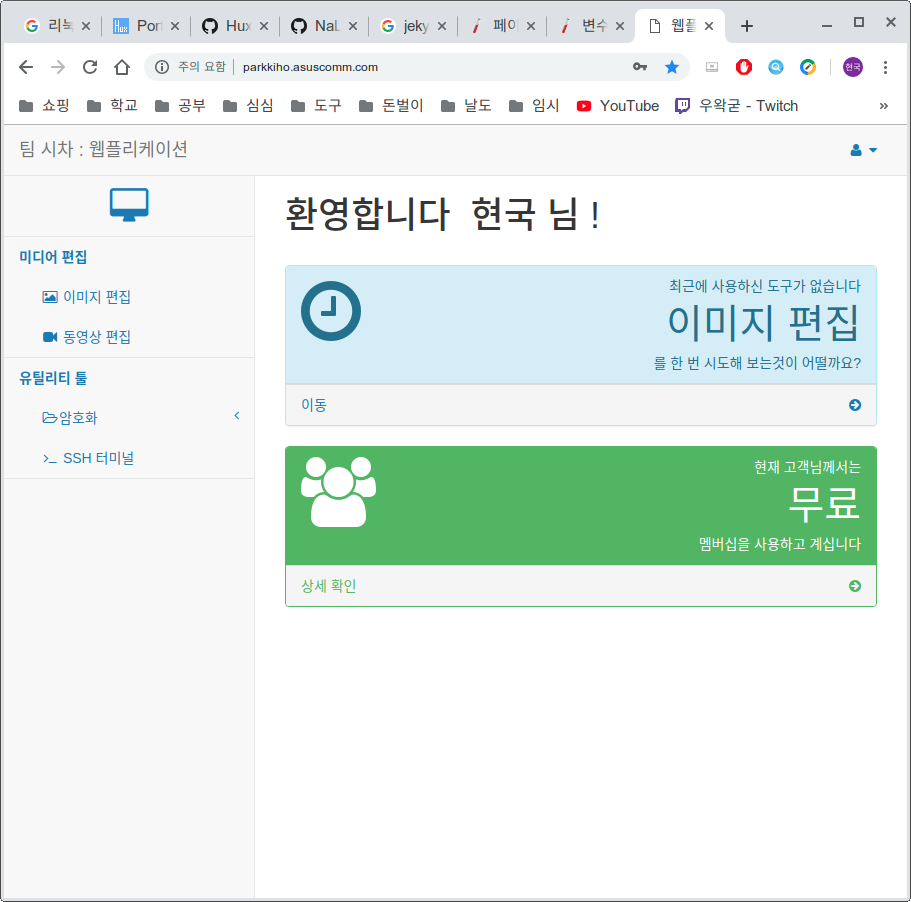 리눅
Port
Hux
NaL
jeky
페이
변수
웹플
주의 요함
parkkiho.asuscomm.com
현국
쇼핑
학교
공부
심심
도구
돈벌이
날도
임시
YouTube
우왁굳 - Twitch
»
팀 시차 : 웹플리케이션
미디어 편집
이미지 편집
동영상 편집
유틸리티 툴
암호화
SSH 터미널
환영합니다 현국 님 !
최근에 사용하신 도구가 없습니다
이미지 편집
를 한 번 시도해 보는것이 어떨까요?
이동
현재 고객님께서는
무료
멤버십을 사용하고 계십니다
상세 확인